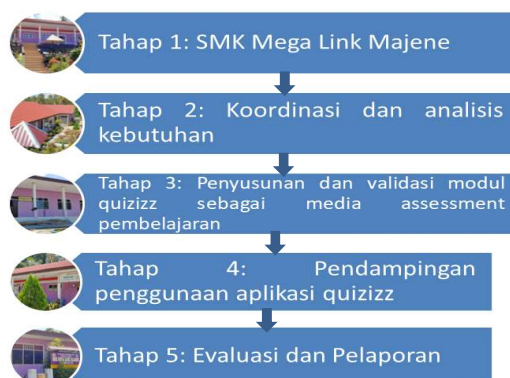 Tahap 1: SMK Mega Link Majene
Tahap 2: Koordinasi dan analisis
kebutuhan
Tahap 3: Penyusunan dan validasi modul
quizizz sebagai media assessment
pembelajaran
Tahap 4: Pendampingan
penggunaan aplikasi quizizz
Tahap 5: Evaluasi dan Pelaporan